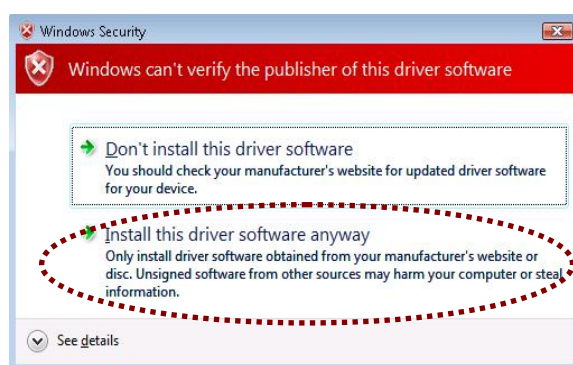 Windows Security
Windows can't verify the publisher of this driver software
Don't install this driver software
You should check your manufacturer's website for updated driver software
for your device.
Install this driver software anyway
Only install driver software obtained from your manufacturer's website or
disc. Unsigned software from other sources may harm your computer or steal
information.
See details